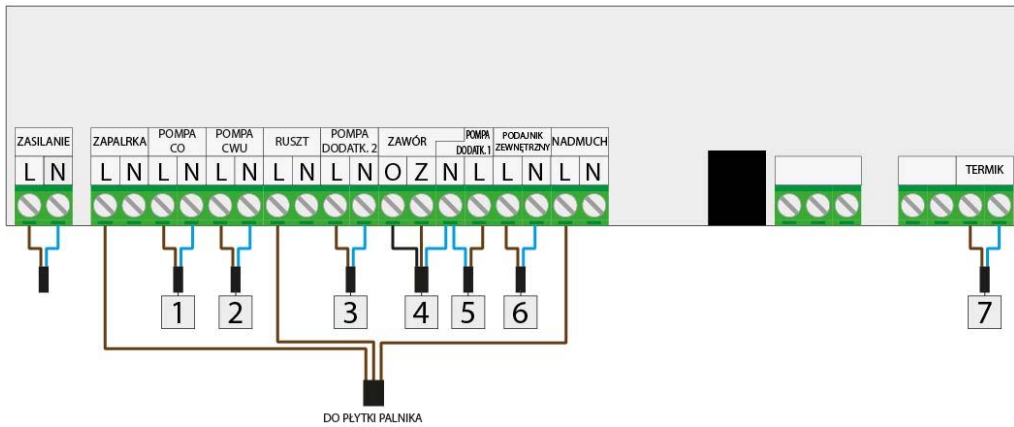 ZASILANIE
L N
ZAPALRKA
L N
POMPA
CO
L N
POMPA
CWU
L N
RUSZT
L N
POMPA
DODATK. 2
L N
ZAWÓR
O Z N
POMPA
DODATK. 1
L
PODAJNIK
ZEWNĘTRZNY
L N
NADMUCH
L N
TERMIK
1 2 3 4 5 6 7
DO PŁYTKI PALNIKA